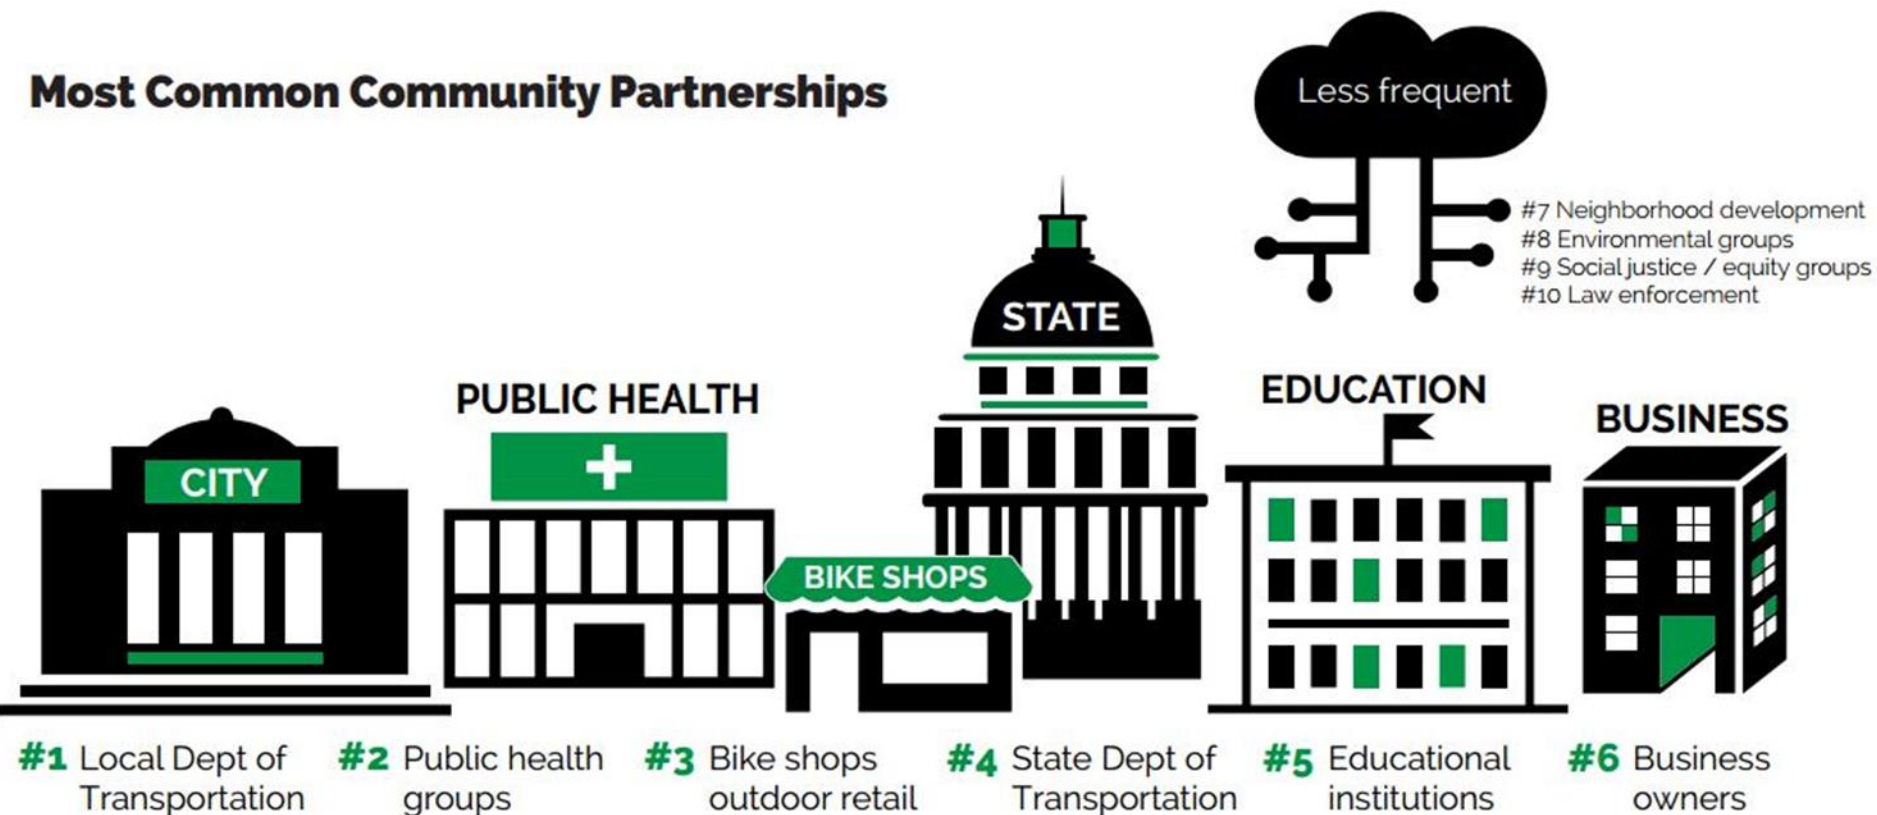 Most Common Community Partnerships
Less frequent
#7 Neighborhood development
#8 Environmental groups
#9 Social justice / equity groups
#10 Law enforcement
CITY
PUBLIC HEALTH
BIKE SHOPS
STATE
EDUCATION
BUSINESS
#1 Local Dept of
Transportation
#2 Public health
groups
#3 Bike shops
outdoor retail
#4 State Dept of
Transportation
#5 Educational
institutions
#6 Business
owners